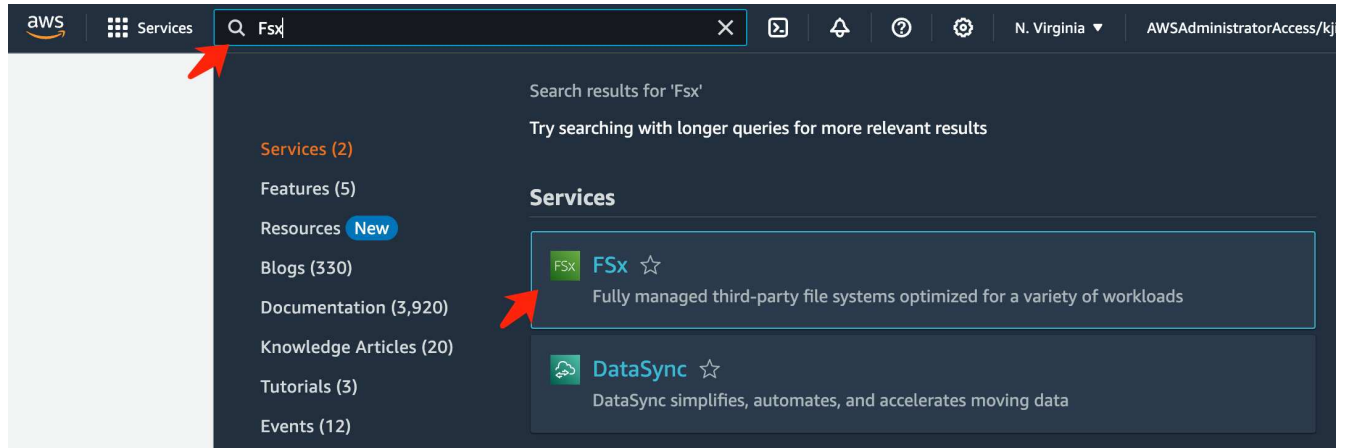 aws
Services
Fsx
N. Virginia
AWSAdministratorAccess/kji
Search results for 'Fsx'
Try searching with longer queries for more relevant results
Services (2)
Features (5)
Resources New
Blogs (330)
Documentation (3,920)
Knowledge Articles (20)
Tutorials (3)
Events (12)
Services
FSx
FSx
Fully managed third-party file systems optimized for a variety of workloads
DataSync
DataSync simplifies, automates, and accelerates moving data